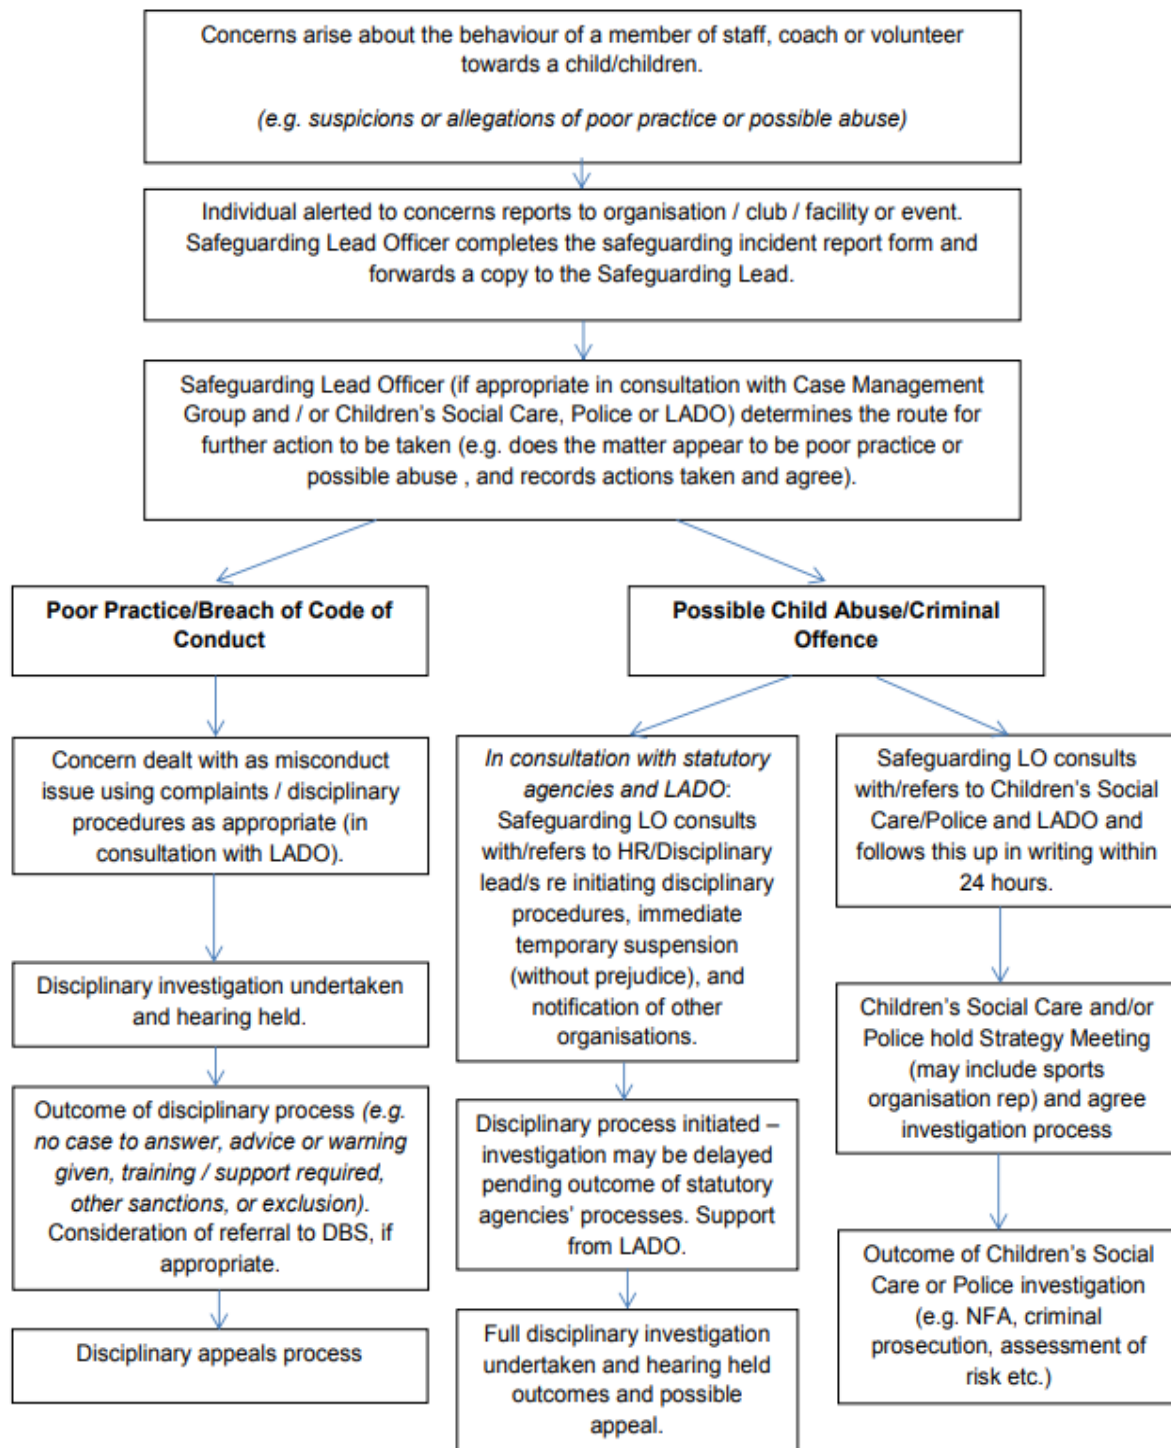 Concerns arise about the behaviour of a member of staff, coach or volunteer
towards a child/children.
(e.g. suspicions or allegations of poor practice or possible abuse)
Individual alerted to concerns reports to organisation / club / facility or event.
Safeguarding Lead Officer completes the safeguarding incident report form and
forwards a copy to the Safeguarding Lead.
Safeguarding Lead Officer (if appropriate in consultation with Case Management
Group and / or Children's Social Care, Police or LADO) determines the route for
further action to be taken (e.g. does the matter appear to be poor practice or
possible abuse , and records actions taken and agree).
Poor Practice/Breach of Code of
Conduct
Concern dealt with as misconduct
issue using complaints / disciplinary
procedures as appropriate (in
consultation with LADO).
Disciplinary investigation undertaken
and hearing held.
Outcome of disciplinary process (e.g.
no case to answer, advice or warning
given, training / support required,
other sanctions, or exclusion).
Consideration of referral to DBS, if
appropriate.
Disciplinary appeals process
Possible Child Abuse/Criminal
Offence
In consultation with statutory
agencies and LADO:
Safeguarding LO consults
with/refers to HR/Disciplinary
lead/s re initiating disciplinary
procedures, immediate
temporary suspension
(without prejudice), and
notification of other
organisations.
Disciplinary process initiated –
investigation may be delayed
pending outcome of statutory
agencies' processes. Support
from LADO.
Full disciplinary investigation
undertaken and hearing held
outcomes and possible
appeal.
Safeguarding LO consults
with/refers to Children's Social
Care/Police and LADO and
follows this up in writing within
24 hours.
Children's Social Care and/or
Police hold Strategy Meeting
(may include sports
organisation rep) and agree
investigation process
Outcome of Children's Social
Care or Police investigation
(e.g. NFA, criminal
prosecution, assessment of
risk etc.)